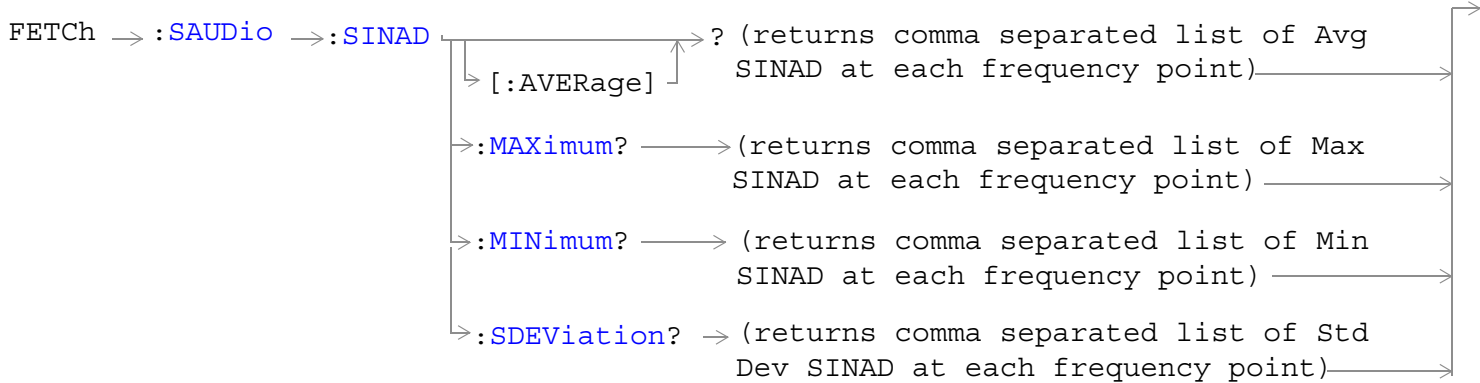 FETCh :SAUDio :SINAD ? (returns comma separated list of Avg
[:AVERage] SINAD at each frequency point)
:MAXimum? (returns comma separated list of Max
SINAD at each frequency point)
:MINimum? (returns comma separated list of Min
SINAD at each frequency point)
:SDEViation? (returns comma separated list of Std
Dev SINAD at each frequency point)